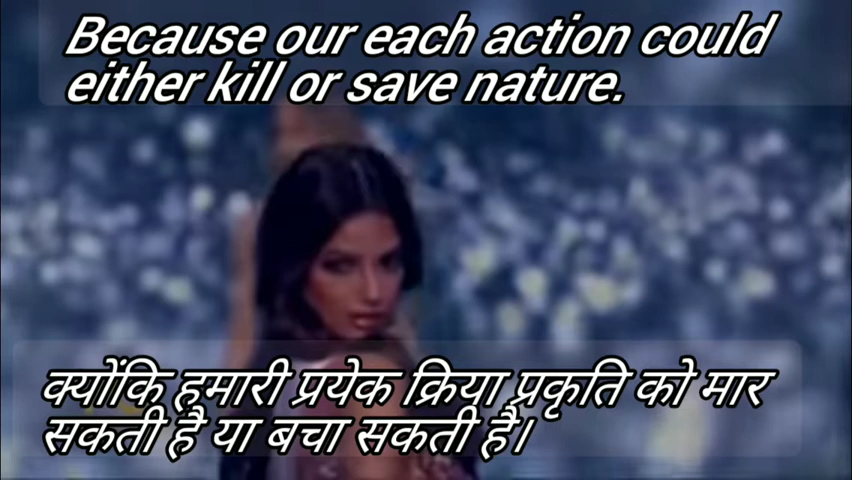 Because our each action could
either kill or save nature.
क्योंकि हमारी प्रयेक क्रिया प्रकृति को मार
सकती है या बचा सकती है।